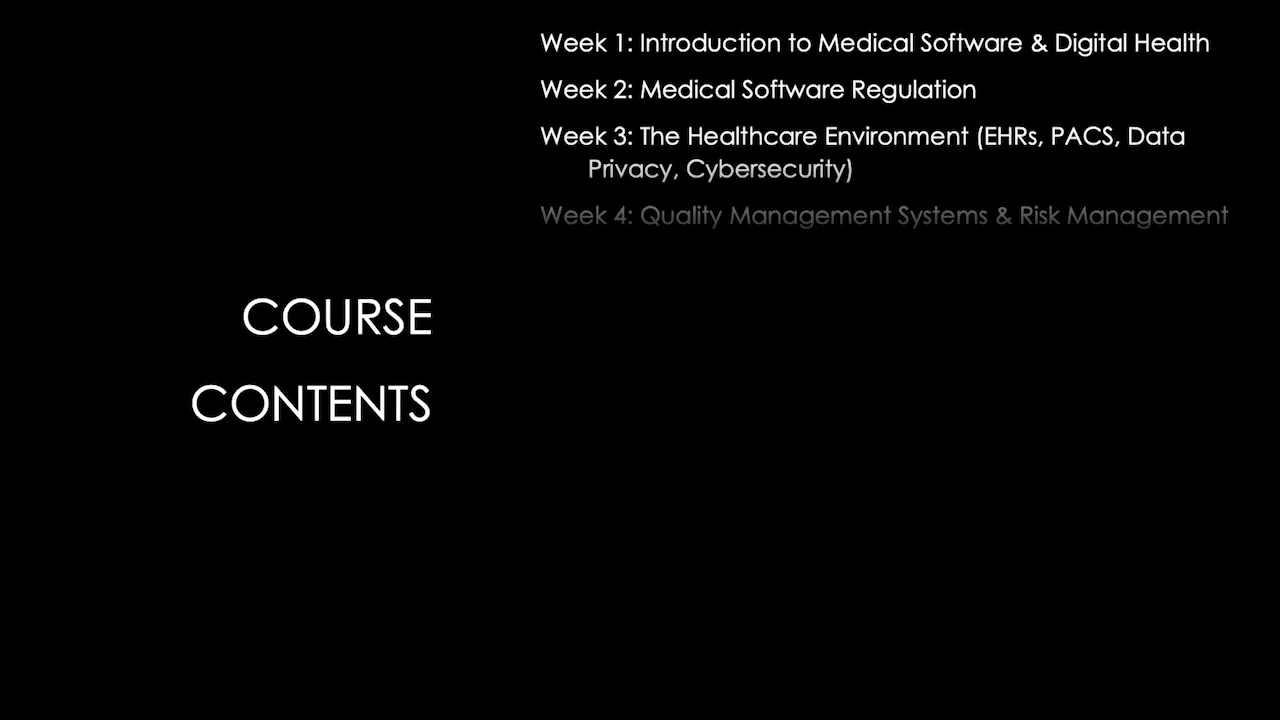 Week 1: Introduction to Medical Software & Digital Health
Week 2: Medical Software Regulation
Week 3: The Healthcare Environment (EHRs, PACS, Data
Privacy, Cybersecurity)
Week 4: Quality Management Systems & Risk Management
COURSE
CONTENTS